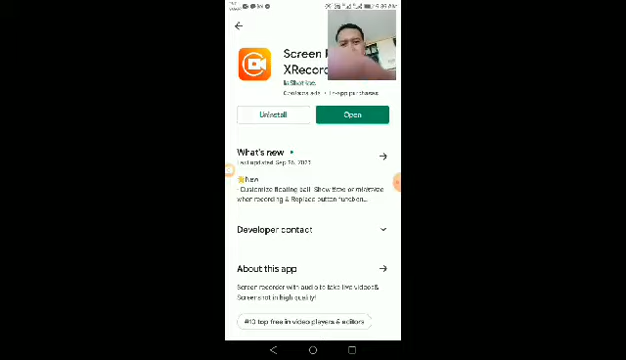 Screen
XRecord
InShot Inc.
Contains ads • In-app purchases
Uninstall
Open
What's new
Last updated Sep 26, 2021
New
- Customize floating ball: Show time or minimize
when recording & Replace button function...
Developer contact
About this app
Screen recorder with audio to take live videos&
Screenshot in high quality!
#10 top free in video players & editors